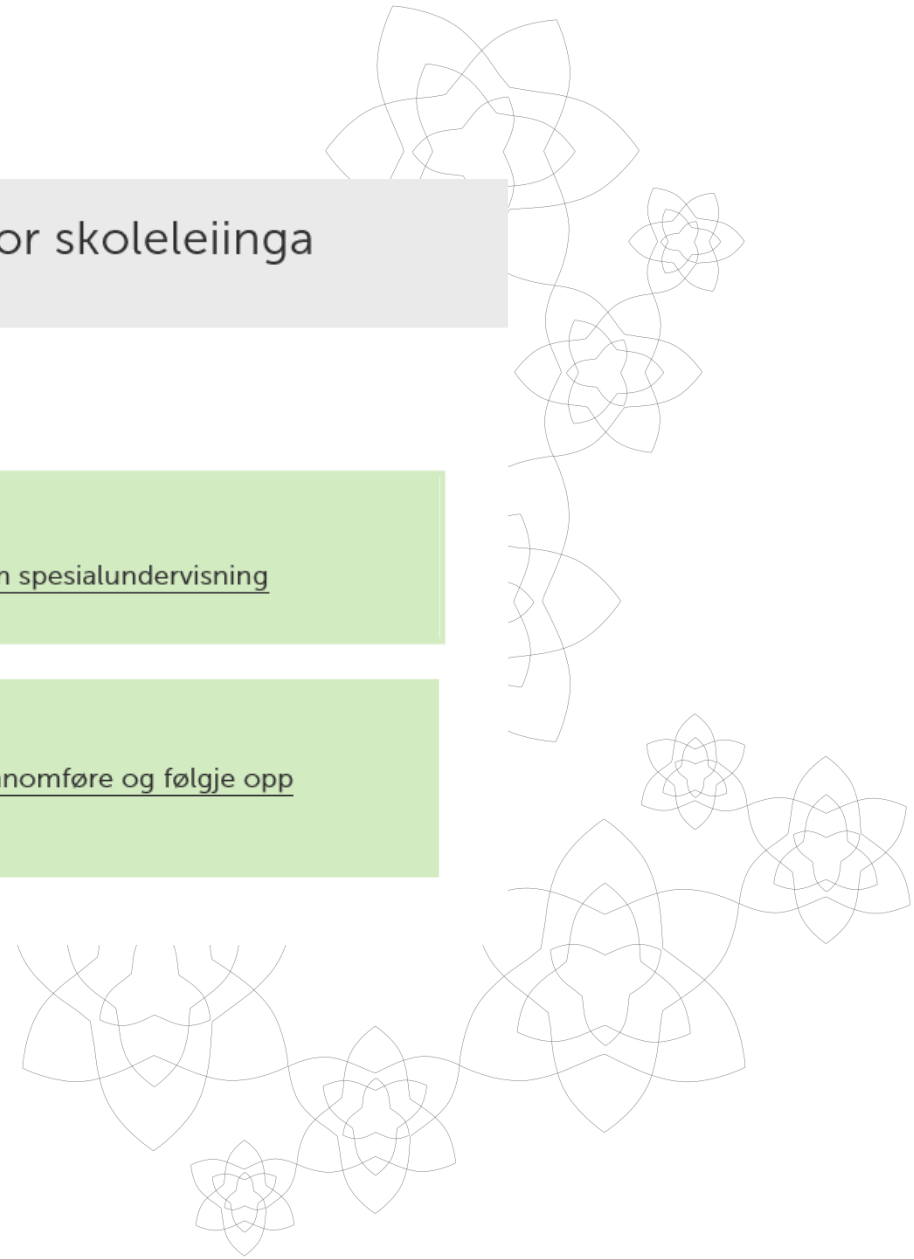 or skoleleiinga
n spesialundervisning
nomføre og følgje opp